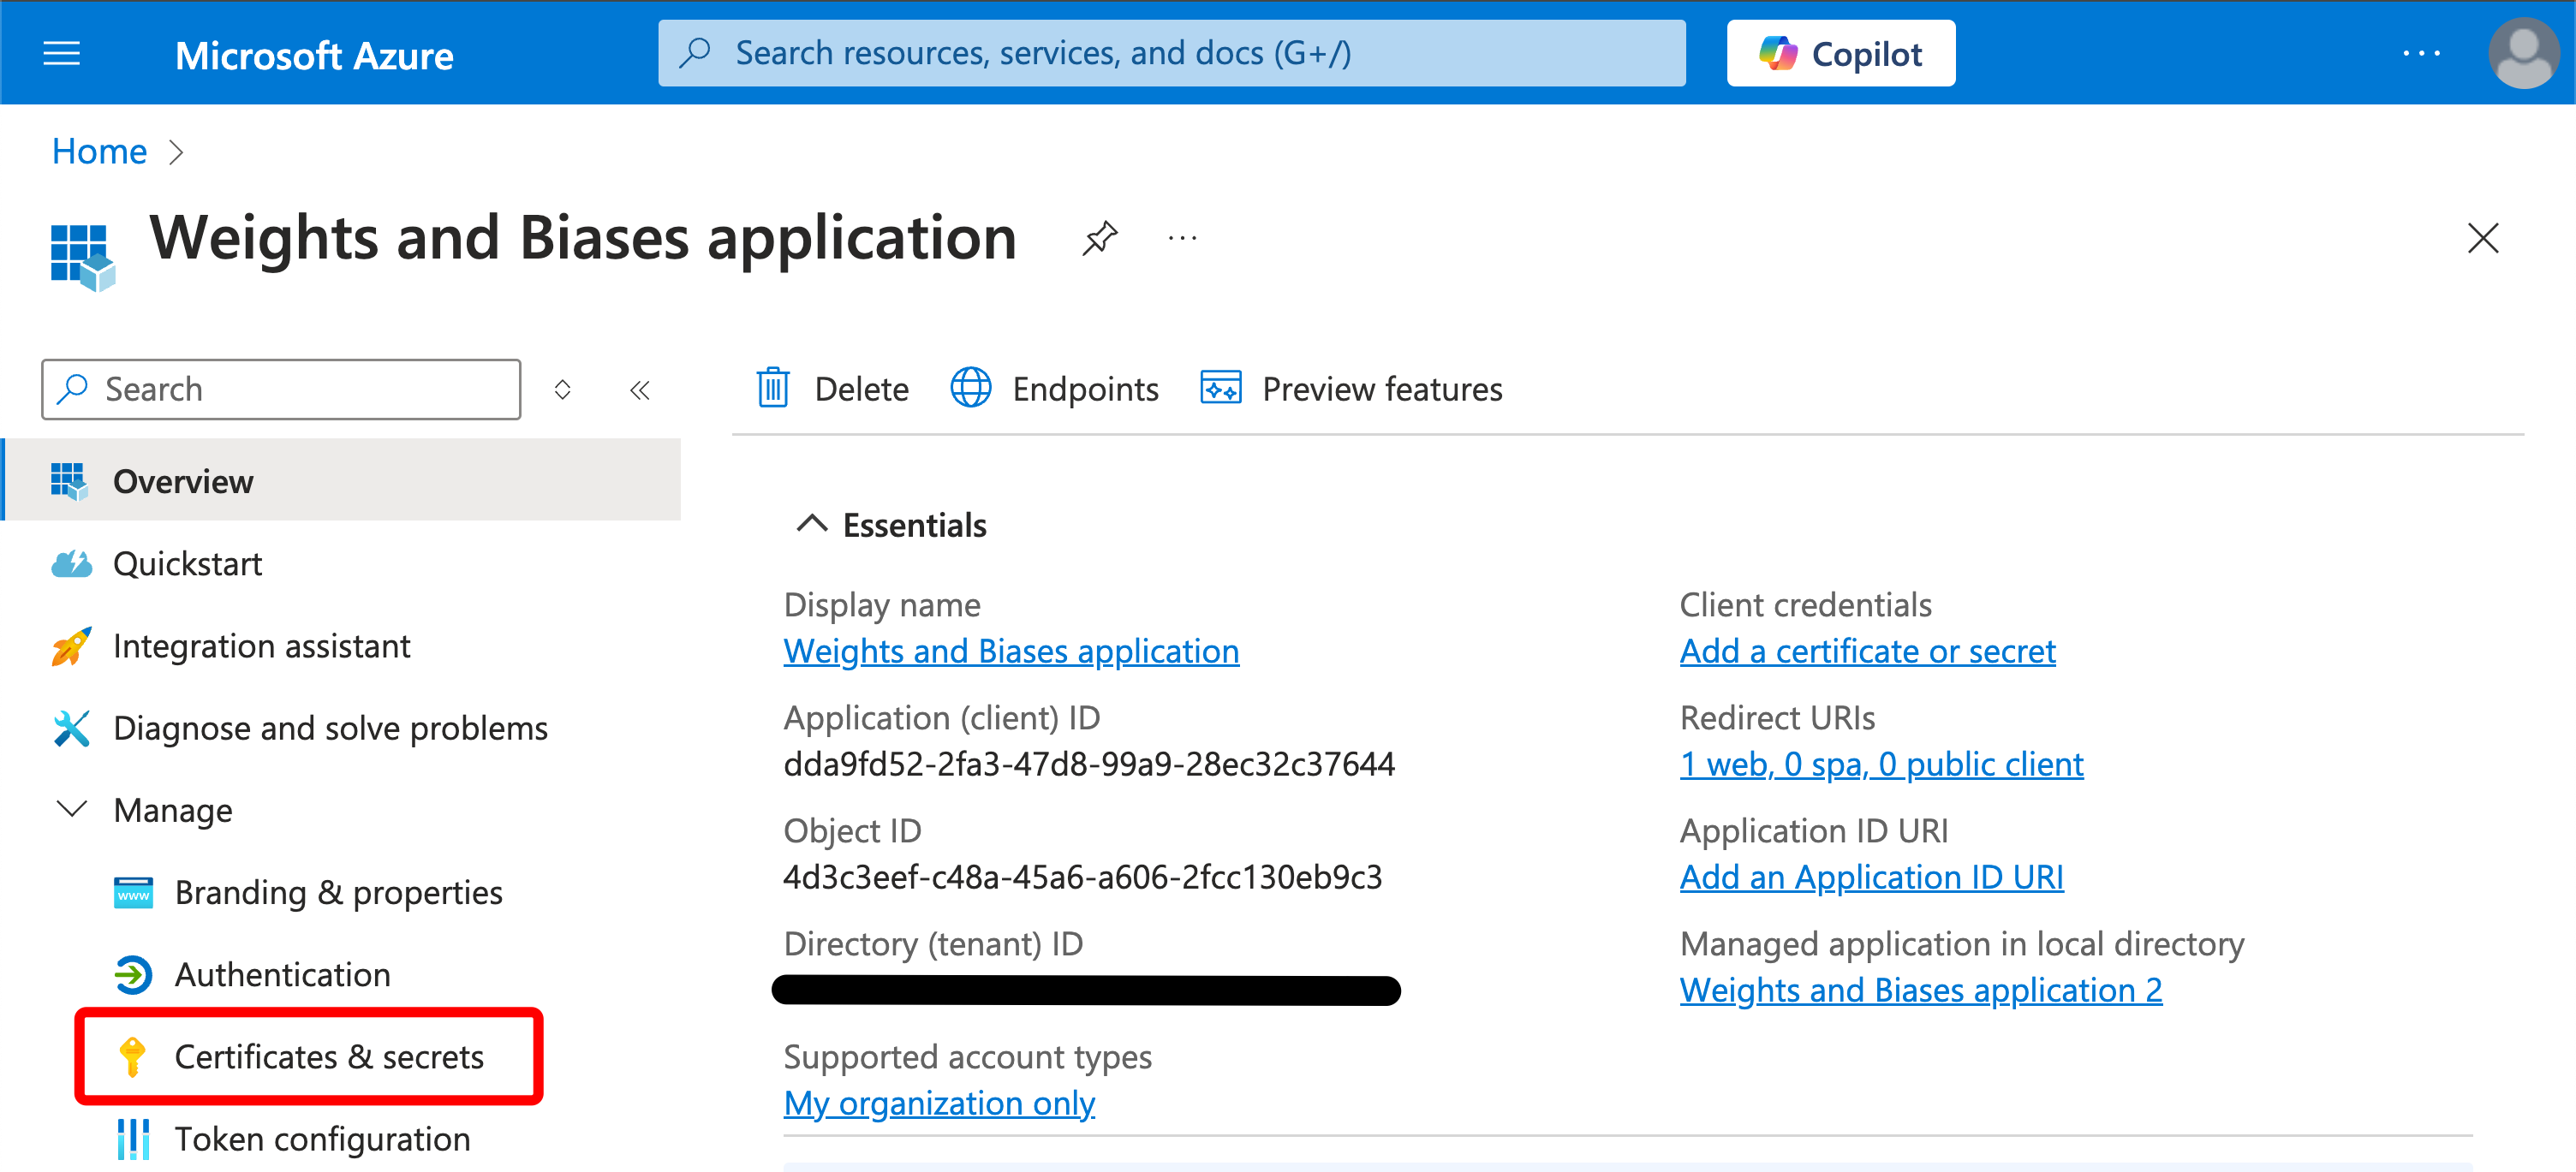 Microsoft Azure
Search resources, services, and docs (G+/)
Copilot
Home
Weights and Biases application
Search
Delete
Endpoints
Preview features
Overview
Quickstart
Integration assistant
Diagnose and solve problems
Manage
www
Branding & properties
Authentication
Certificates & secrets
Token configuration
Essentials
Display name
Weights and Biases application
Application (client) ID
dda9fd52-2fa3-47d8-99a9-28ec32c37644
Object ID
4d3c3eef-c48a-45a6-a606-2fcc130eb9c3
Directory (tenant) ID
Supported account types
My organization only
Client credentials
Add a certificate or secret
Redirect URIs
1 web, 0 spa, 0 public client
Application ID URI
Add an Application ID URI
Managed application in local directory
Weights and Biases application 2